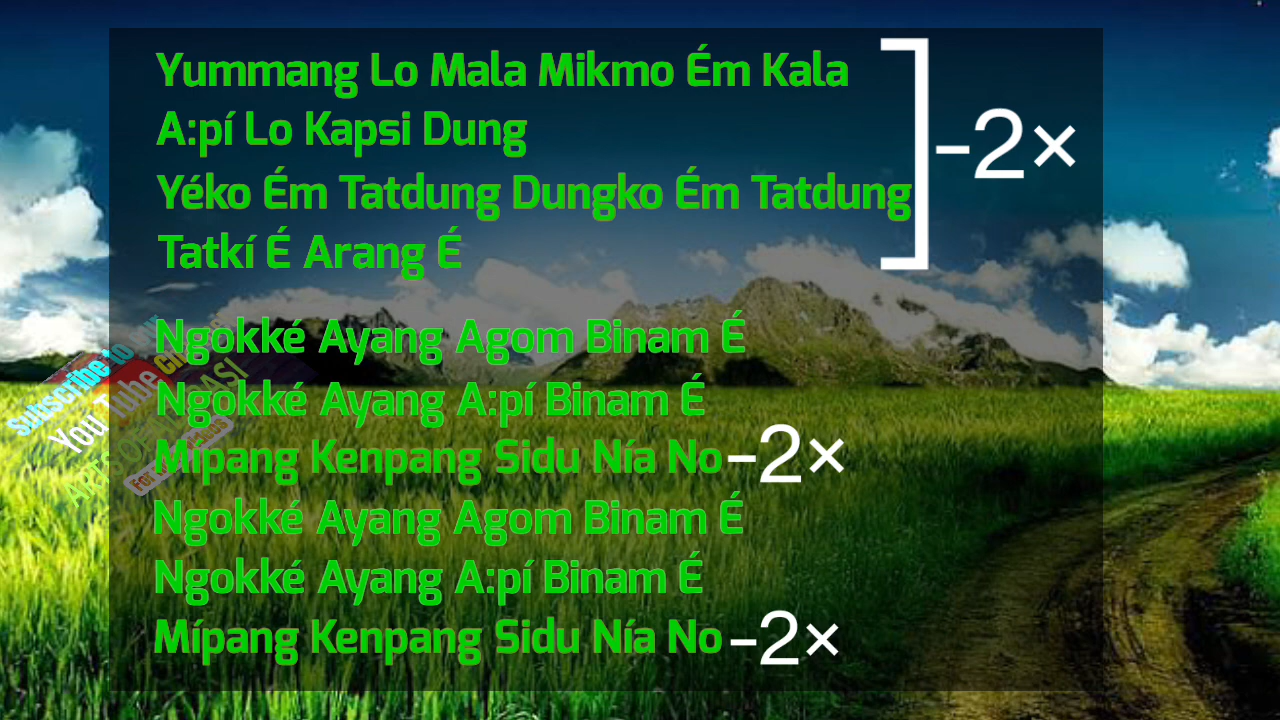 Yummang Lo Mala Mikmo Ém Kala
A:pí Lo Kapsi Dung
Yéko Ém Tatdung Dungko Ém Tatdung
Tatkí É Arang É
-2×
Ngokké Ayang Agom Binam É
Ngokké Ayang A:pí Binam É
Mípang Kenpang Sidu Nía No -2×
Ngokké Ayang Agom Binam É
Ngokké Ayang A:pí Binam É
Mípang Kenpang Sidu Nía No -2×
Subscribe to
You Tube